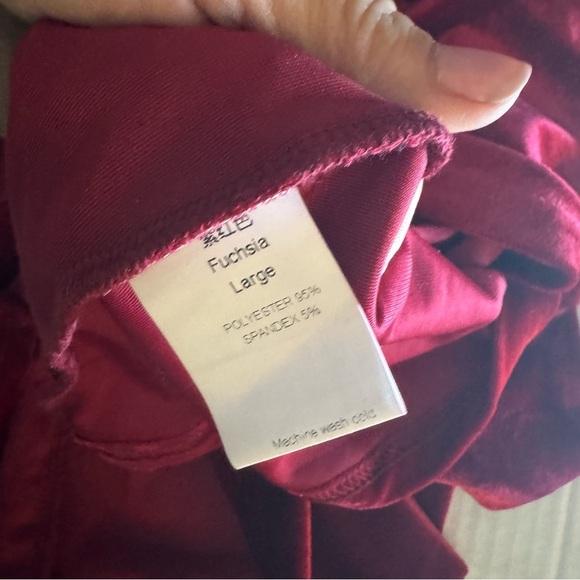 紫红色
Fuchsia
Large
POLYESTER 95%
SPANDEX 5%
Machine wash cold